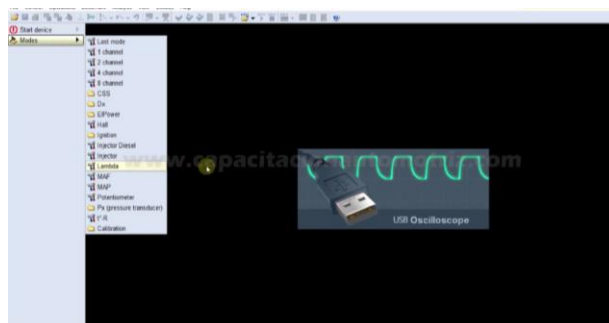 Start device
Modes
Last mode
1 channel
2 channel
4 channel
8 channel
CSS
Dx
ElPower
Hall
Ignition
Injector Diesel
Injector
Lambda
MAF
MAP
Potentiometer
Px (pressure transducer)
t°-R
Calibration
USB Oscilloscope